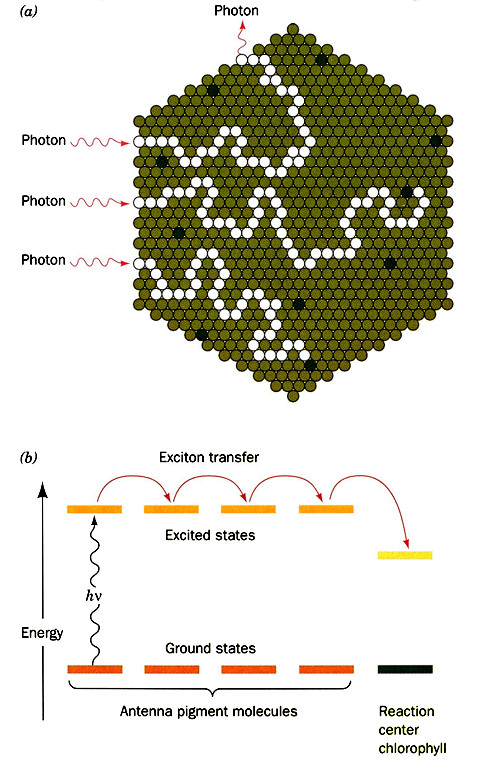 (a)
Photon
Photon
Photon
Photon
(b)
Exciton transfer
Excited states
hν
Energy
Ground states
Antenna pigment molecules
Reaction
center
chlorophyll